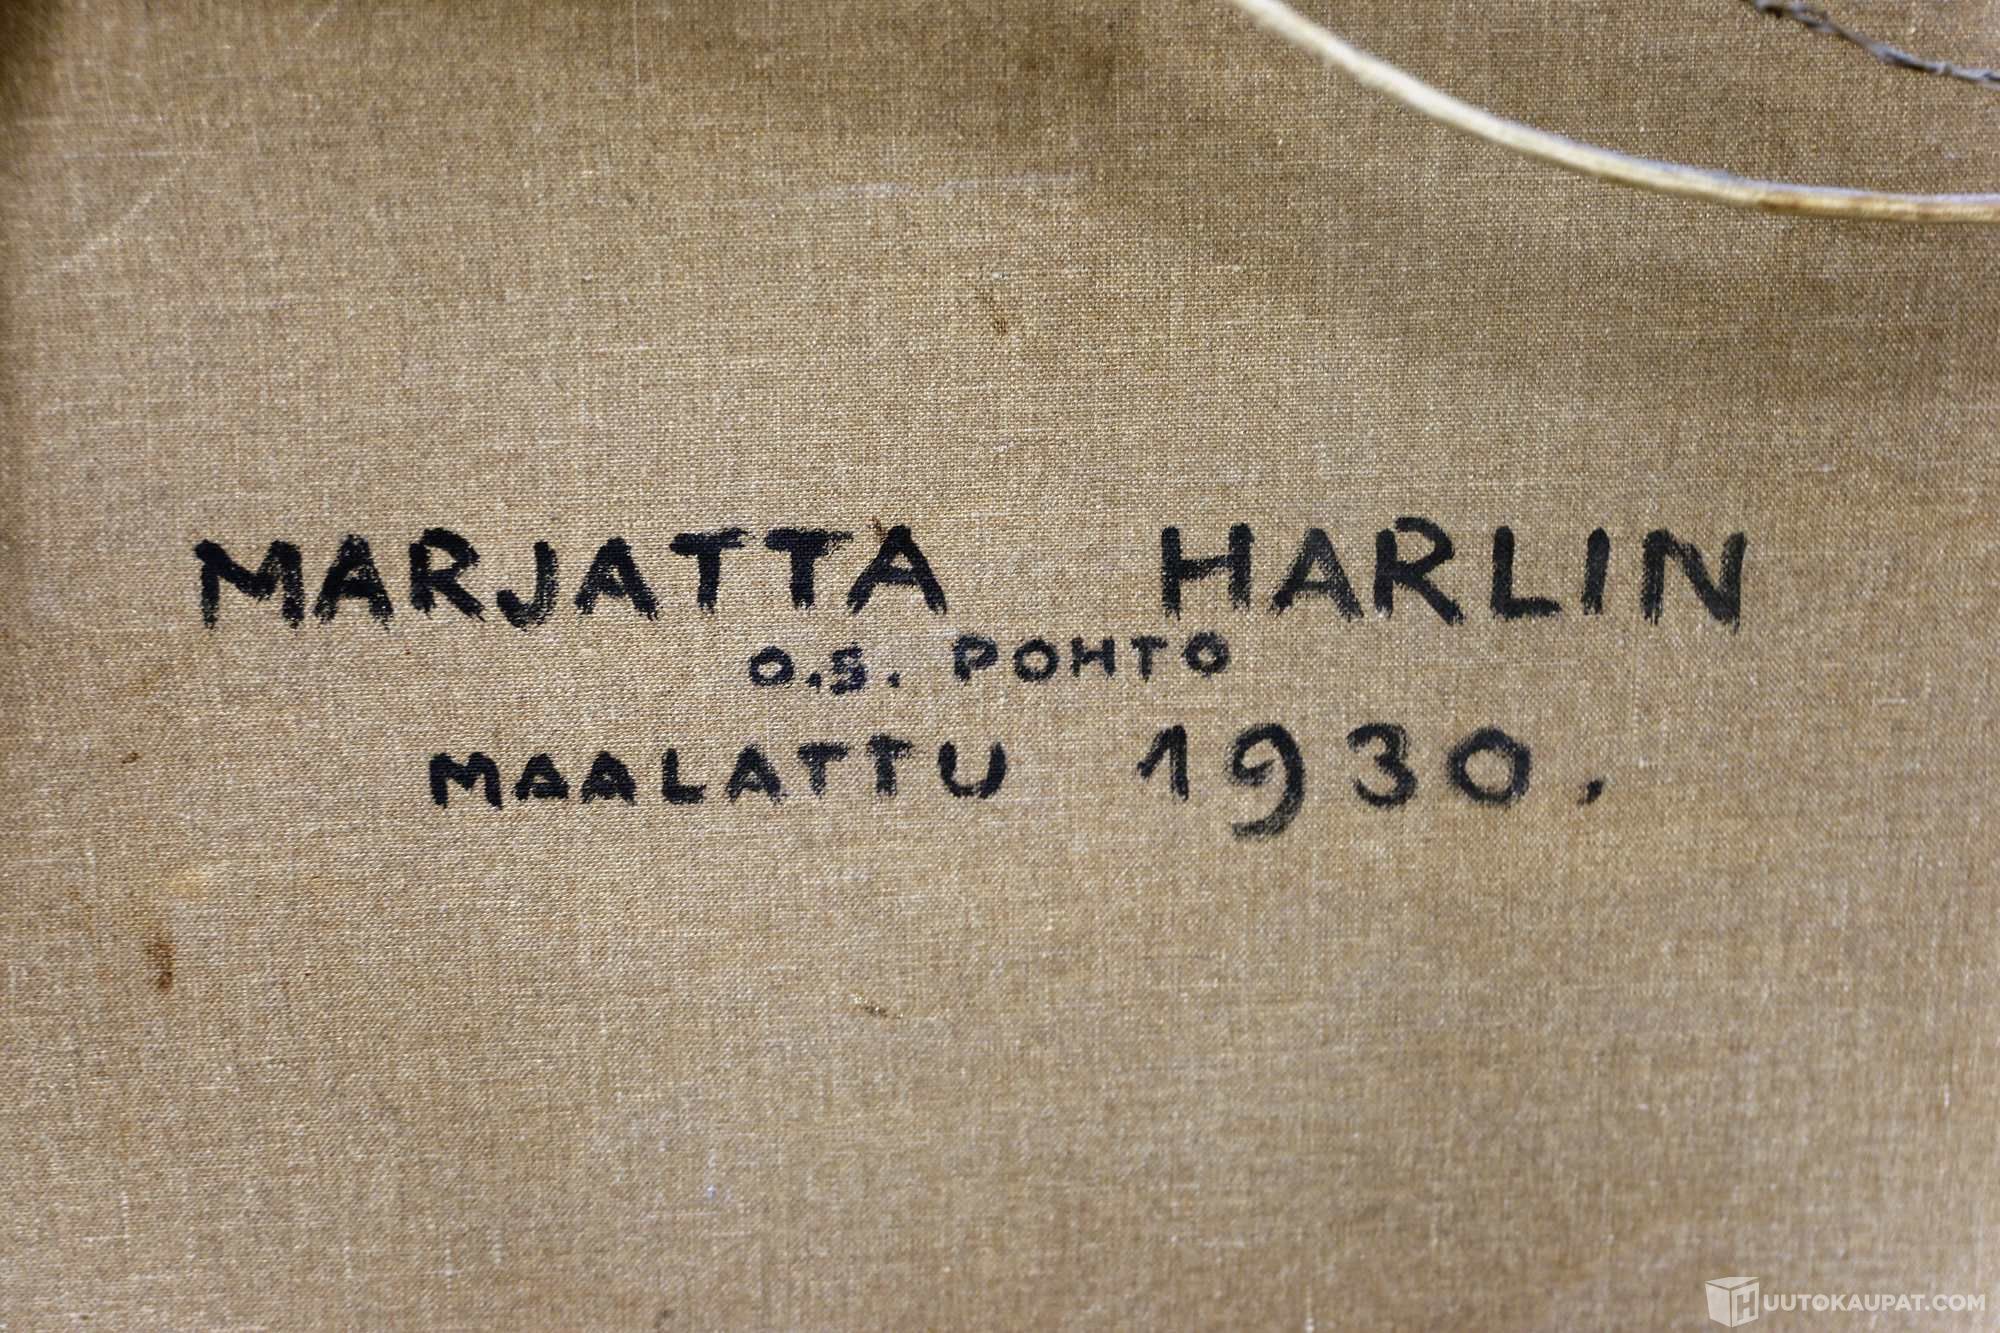 MARJATTA HARLIN
O.S. POHTO
MAALATTU 1930.
HUUTOKAUPAT.COM